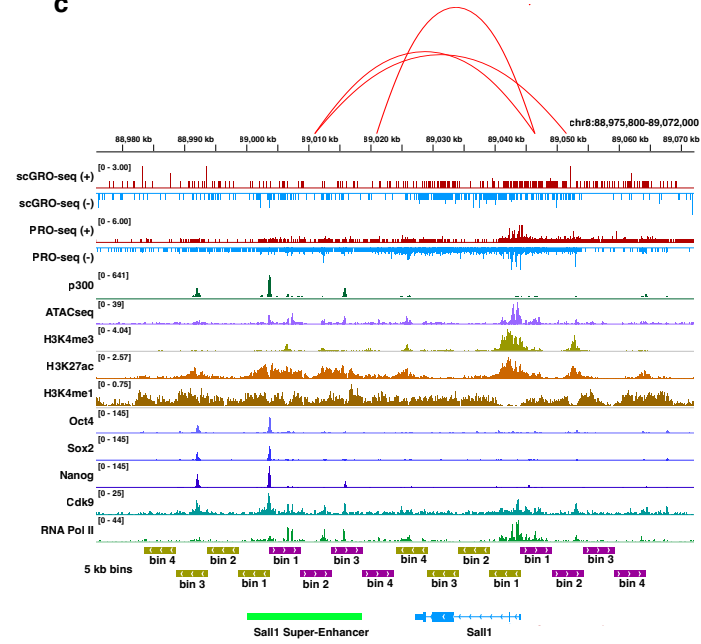 c
chr8:88,975,800-89,072,000
88,980 kb 88,990 kb 89,000 kb 89,010 kb 89,020 kb 89,030 kb 89,040 kb 89,050 kb 89,060 kb 89,070 kb
scGRO-seq (+) [0 - 3.00]
scGRO-seq (-)
PRO-seq (+) [0 - 6.00]
PRO-seq (-)
p300 [0 - 641]
ATACseq [0 - 39]
H3K4me3 [0 - 4.04]
H3K27ac [0 - 2.57]
H3K4me1 [0 - 0.75]
Oct4 [0 - 145]
Sox2 [0 - 145]
Nanog [0 - 145]
Cdk9 [0 - 25]
RNA Pol II [0 - 44]
bin 4 bin 2 bin 1 bin 3 bin 4 bin 2 bin 1 bin 3
5 kb bins
bin 3 bin 1 bin 2 bin 4 bin 3 bin 1 bin 2 bin 4
Sall1 Super-Enhancer Sall1